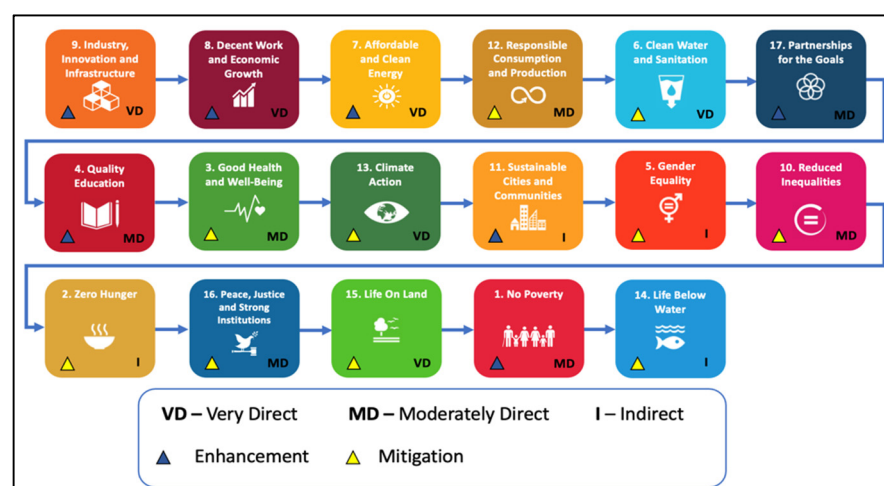 9. Industry,
Innovation and
Infrastructure
VD
8. Decent Work
and Economic
Growth
VD
7. Affordable
and Clean
Energy
VD
12. Responsible
Consumption
and Production
MD
6. Clean Water
and Sanitation
VD
17. Partnerships
for the Goals
MD
4. Quality
Education
MD
3. Good Health
and Well-Being
MD
13. Climate
Action
VD
11. Sustainable
Cities and
Communities
I
5. Gender
Equality
I
10. Reduced
Inequalities
MD
2. Zero Hunger
I
16. Peace, Justice
and Strong
Institutions
MD
15. Life On Land
VD
1. No Poverty
MD
14. Life Below
Water
I
VD – Very Direct MD – Moderately Direct I – Indirect
Enhancement Mitigation